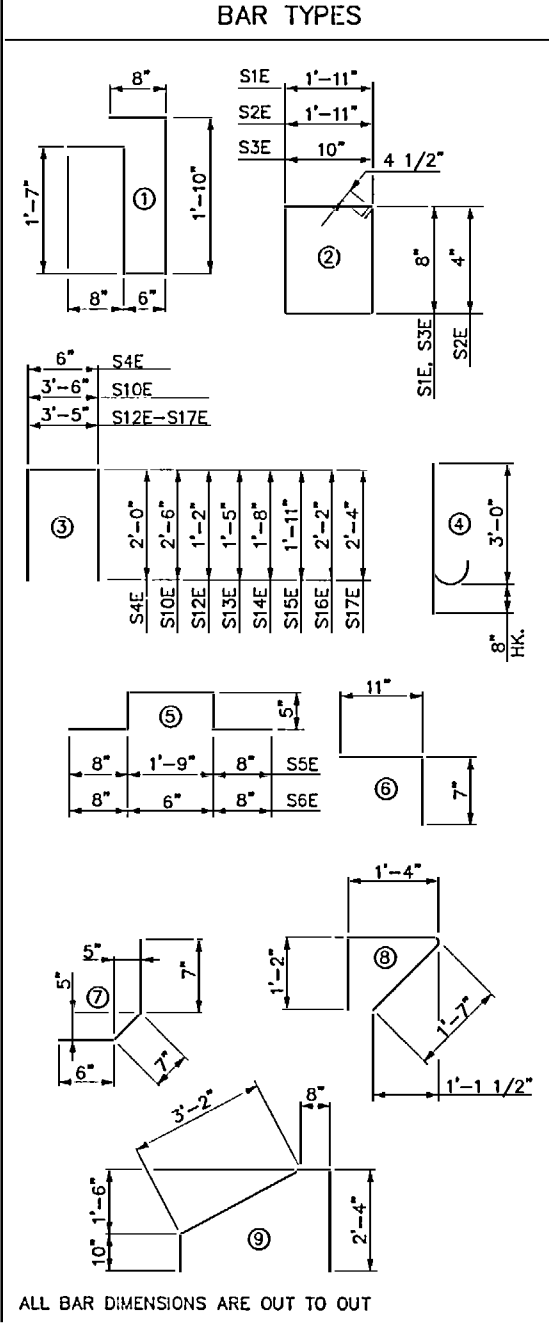 BAR TYPES
8"
1'-7"
1
1'-10"
8" 6"
S1E 1'-11"
S2E 1'-11"
S3E 10"
4 1/2"
2
8"
4"
S1E, S3E
S2E
6" S4E
3'-6" S10E
3'-5" S12E-S17E
3
2'-0"
2'-6"
1'-2"
1'-5"
1'-8"
1'-11"
2'-2"
2'-4"
S4E
S10E
S12E
S13E
S14E
S15E
S16E
S17E
4
3'-0"
8"
HK.
5
5"
8" 1'-9" 8" S5E
8" 6" 8" S6E
11"
6
7"
5"
7
5"
7"
6"
7"
1'-4"
8
1'-2"
1'-7"
1'-1 1/2"
3'-2"
8"
1'-6"
10"
9
2'-4"
ALL BAR DIMENSIONS ARE OUT TO OUT